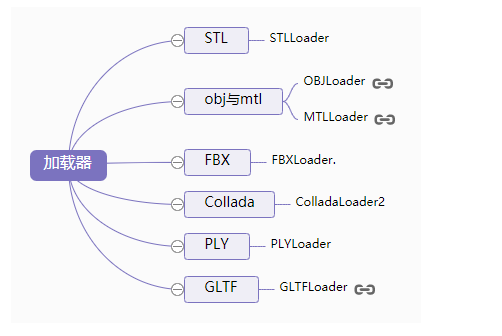 加载器
STL
STLLoader
obj与mtl
OBJLoader
MTLLoader
FBX
FBXLoader.
Collada
ColladaLoader2
PLY
PLYLoader
GLTF
GLTFLoader